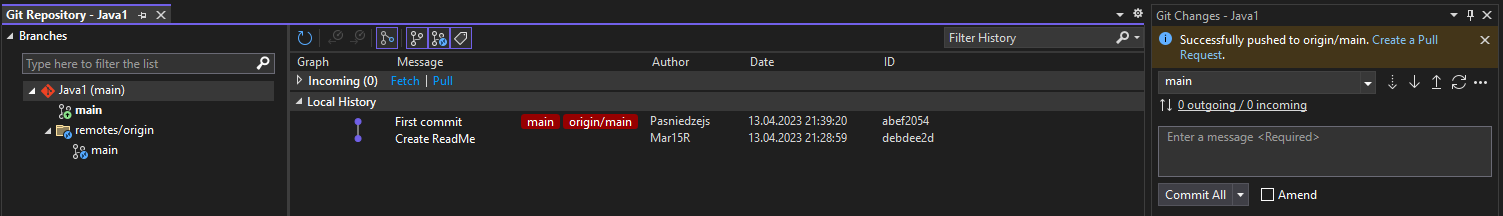 Git Repository - Java1
Branches
Type here to filter the list
Java1 (main)
main
remotes/origin
main
Filter History
Graph Message Author Date ID
Incoming (0) Fetch | Pull
Local History
First commit main origin/main Pasniedzejs 13.04.2023 21:39:20 abef2054
Create ReadMe Mar15R 13.04.2023 21:28:59 debdee2d
Git Changes - Java1
Successfully pushed to origin/main. Create a Pull
Request.
main
0 outgoing / 0 incoming
Enter a message <Required>
Commit All Amend